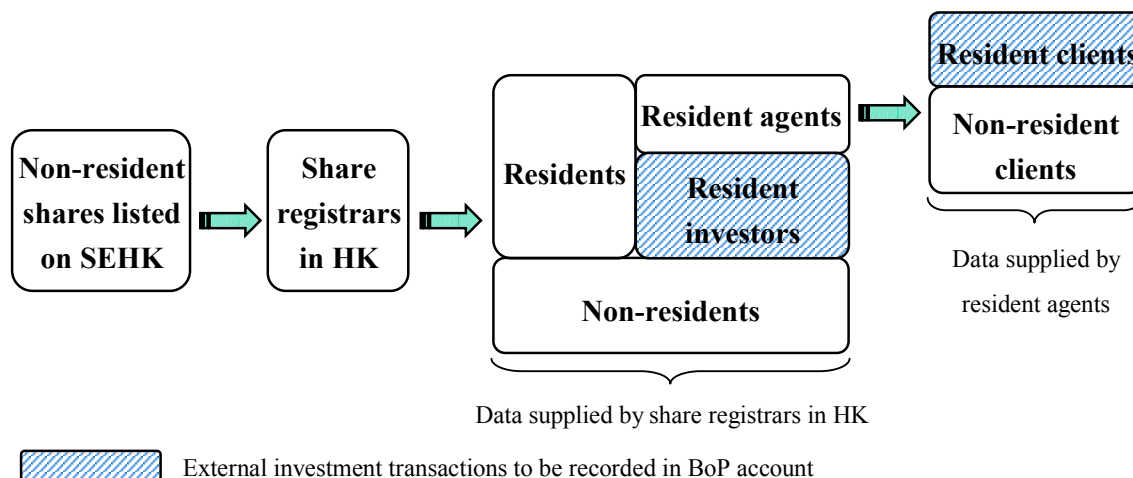 Non-resident
shares listed
on SEHK
Share
registrars
in HK
Residents
Resident agents
Resident
investors
Non-residents
Data supplied by share registrars in HK
Resident clients
Non-resident
clients
Data supplied by
resident agents
External investment transactions to be recorded in BoP account